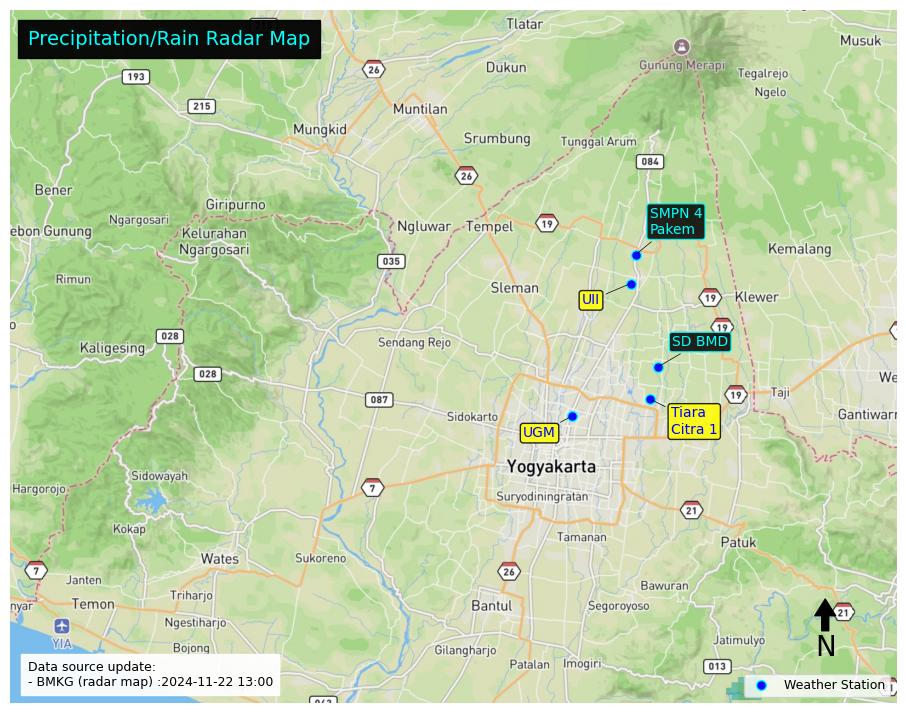 Precipitation/Rain Radar Map
Tlatar
Musuk
26
Gunung Merapi
193
Dukun
Tegalrejo
Ngelo
215
Muntilan
Mungkid
Srumbung
Tunggal Arum
084
26
Bener
Giripurno
SMPN 4
Pakem
Ngargosari
Ngluwar
Tempel
19
ebon Gunung
Kelurahan
Ngargosari
Kemalang
035
Rimun
Sleman
UII
19
Klewer
19
028
Kaligesing
Sendang Rejo
SD BMD
028
We
087
19
Taji
Sidokarto
Tiara
Citra 1
Gantiwarn
UGM
Yogyakarta
Sidowayah
Hargorojo
7
Suryodiningratan
21
Kokap
Tamanan
Patuk
Wates
Sukoreno
7
26
Janten
Bawuran
Triharjo
nyar
Temon
Bantul
Segoroyoso
21
Ngestiharjo
YIA
N
Jatimulyo
Bojong
Gilangharjo
Data source update:
- BMKG (radar map) :2024-11-22 13:00
Patalan
Imogiri
013
Weather Station